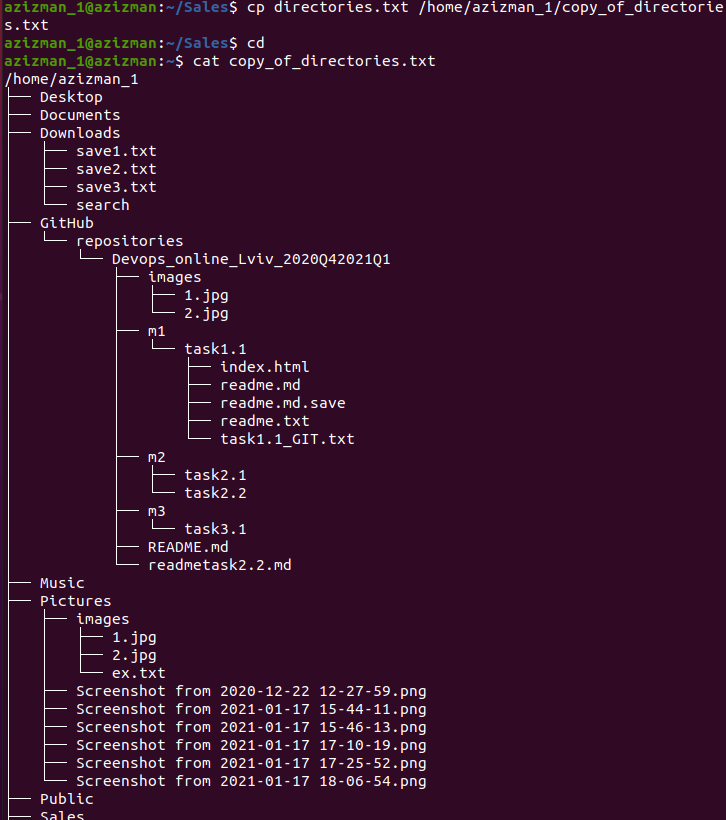 azizman_1@azizman:~/Sales$ cp directories.txt /home/azizman_1/copy_of_directorie
s.txt
azizman_1@azizman:~/Sales$ cd
azizman_1@azizman:~$ cat copy_of_directories.txt
/home/azizman_1
├── Desktop
├── Documents
├── Downloads
│   ├── save1.txt
│   ├── save2.txt
│   ├── save3.txt
│   └── search
├── GitHub
│   └── repositories
│       └── Devops_online_Lviv_2020Q42021Q1
│           ├── images
│           │   ├── 1.jpg
│           │   └── 2.jpg
│           ├── m1
│           │   └── task1.1
│           │       ├── index.html
│           │       ├── readme.md
│           │       ├── readme.md.save
│           │       ├── readme.txt
│           │       └── task1.1_GIT.txt
│           ├── m2
│           │   ├── task2.1
│           │   └── task2.2
│           ├── m3
│           │   └── task3.1
│           ├── README.md
│           └── readmetask2.2.md
├── Music
├── Pictures
│   ├── images
│   │   ├── 1.jpg
│   │   ├── 2.jpg
│   │   └── ex.txt
│   ├── Screenshot from 2020-12-22 12-27-59.png
│   ├── Screenshot from 2021-01-17 15-44-11.png
│   ├── Screenshot from 2021-01-17 15-46-13.png
│   ├── Screenshot from 2021-01-17 17-10-19.png
│   ├── Screenshot from 2021-01-17 17-25-52.png
│   └── Screenshot from 2021-01-17 18-06-54.png
├── Public
├── Sales